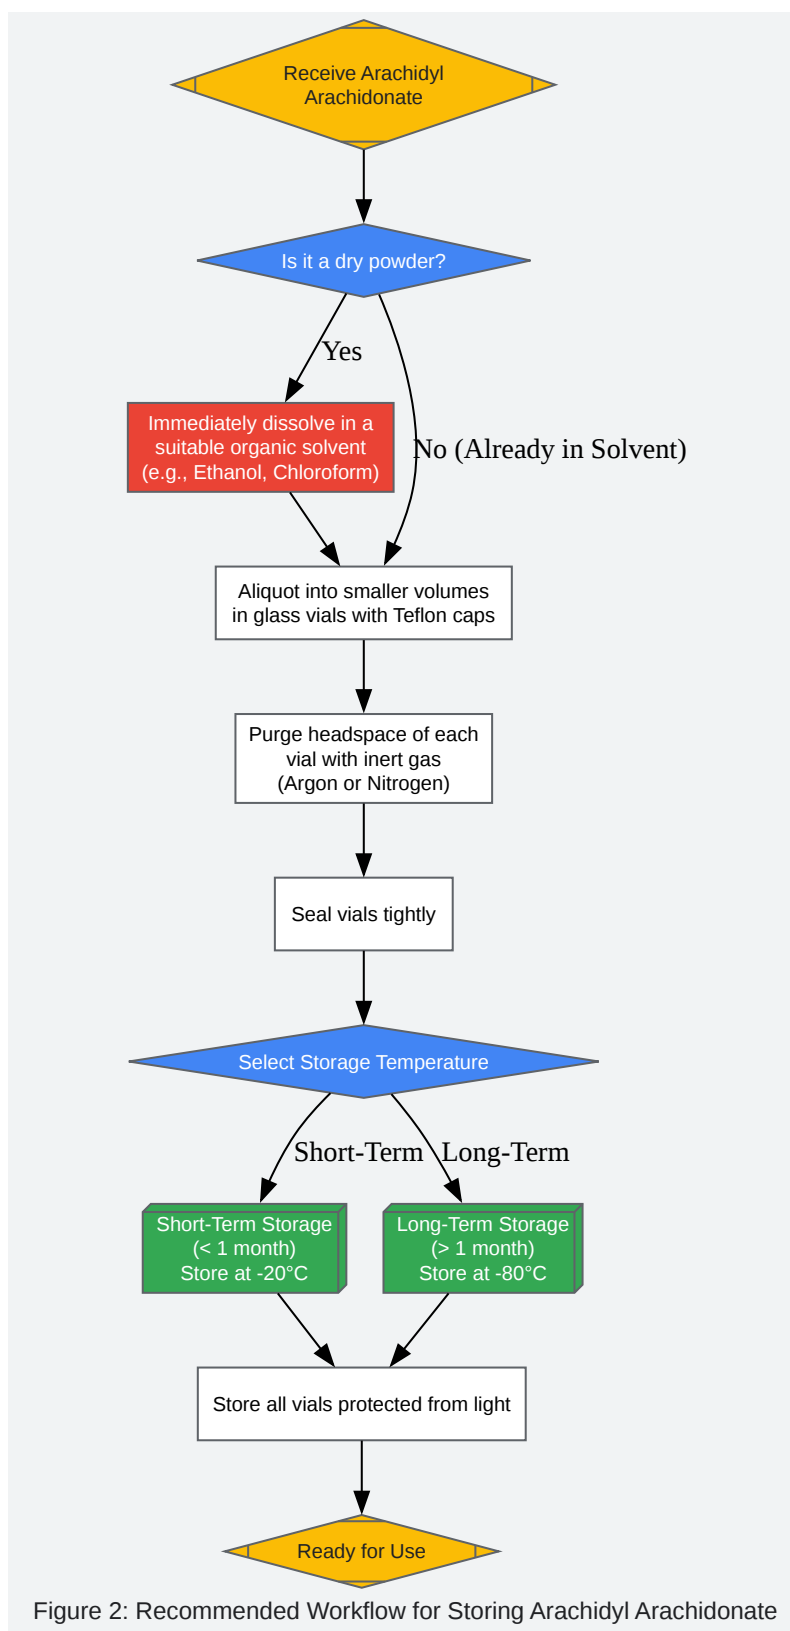 Receive Arachidyl
Arachidonate
Is it a dry powder?
Yes
Immediately dissolve in a
suitable organic solvent
(e.g., Ethanol, Chloroform)
No (Already in Solvent)
Aliquot into smaller volumes
in glass vials with Teflon caps
Purge headspace of each
vial with inert gas
(Argon or Nitrogen)
Seal vials tightly
Select Storage Temperature
Short-Term
Long-Term
Short-Term Storage
(< 1 month)
Store at -20°C
Long-Term Storage
(> 1 month)
Store at -80°C
Store all vials protected from light
Ready for Use
Figure 2: Recommended Workflow for Storing Arachidyl Arachidonate